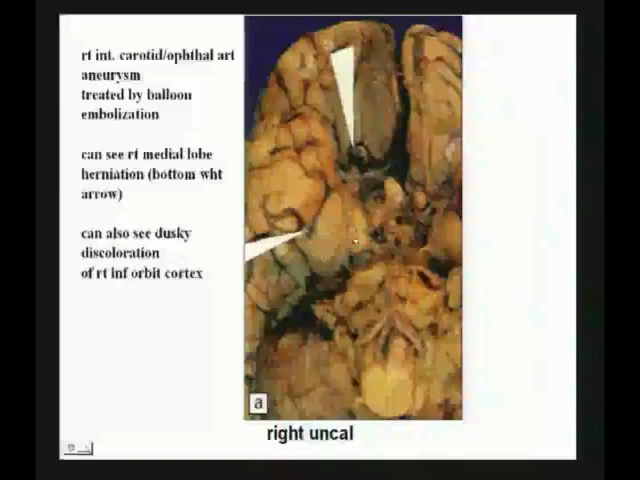 rt int. carotid/ophthal art
aneurysm
treated by balloon
embolization
can see rt medial lobe
herniation (bottom wht
arrow)
can also see dusky
discoloration
of rt inf orbit cortex
a
right uncal